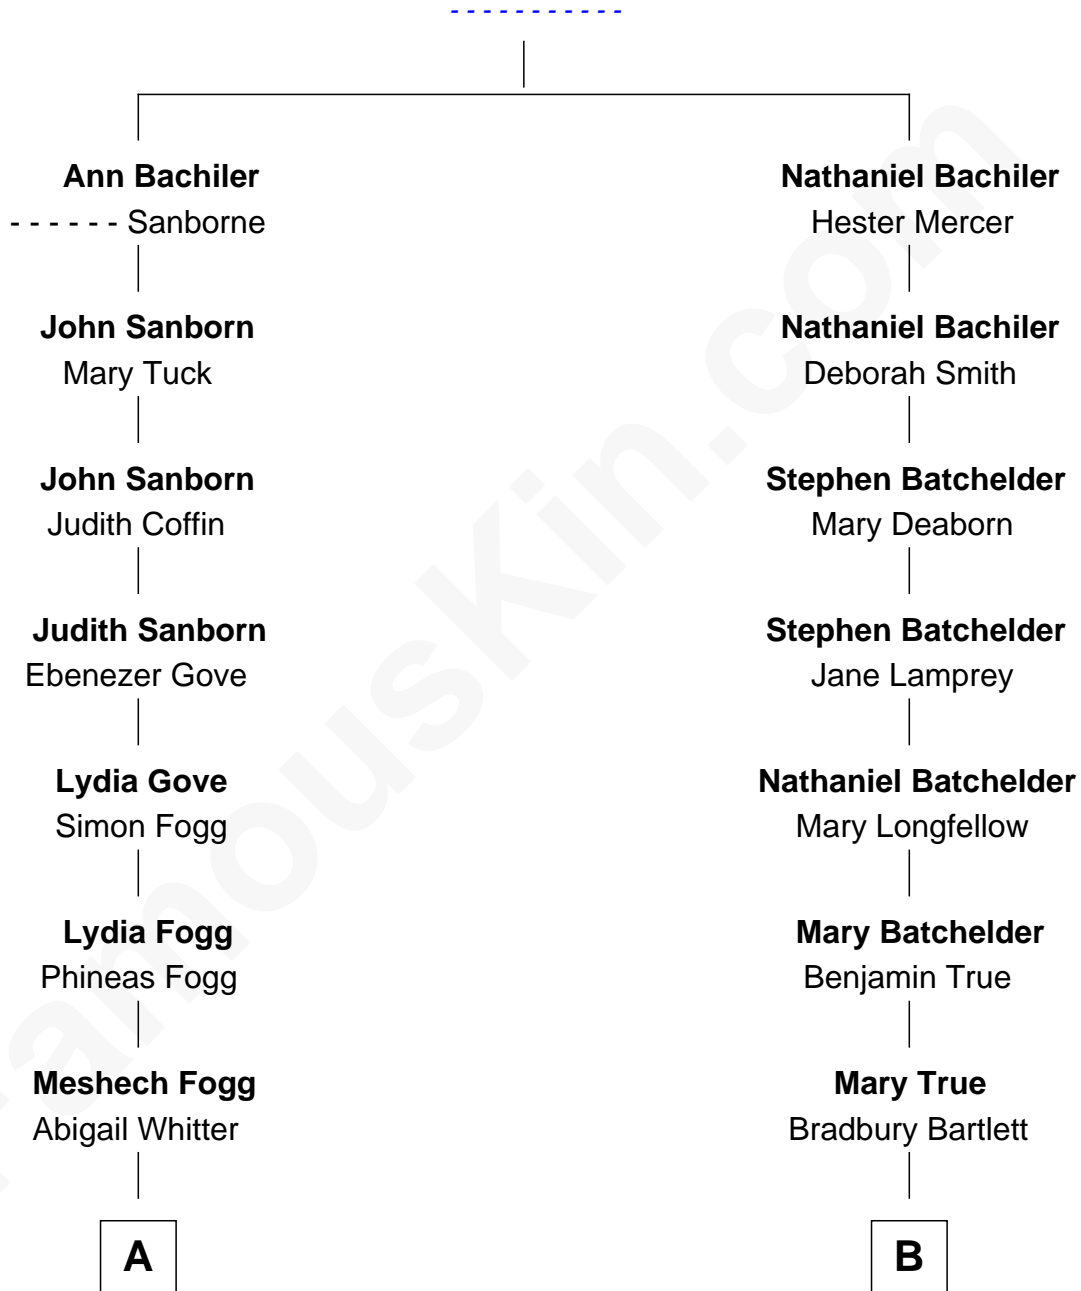 - - - - - - - - - - -
Ann Bachiler
Nathaniel Bachiler
- - - - - - Sanborne
Hester Mercer
John Sanborn
Nathaniel Bachiler
Mary Tuck
Deborah Smith
John Sanborn
Stephen Batchelder
Judith Coffin
Mary Deaborn
Judith Sanborn
Stephen Batchelder
Ebenezer Gove
Jane Lamprey
Lydia Gove
Nathaniel Batchelder
Simon Fogg
Mary Longfellow
Lydia Fogg
Mary Batchelder
Phineas Fogg
Benjamin True
Meshech Fogg
Mary True
Abigail Whitter
Bradbury Bartlett
A
B
FamousKin.com